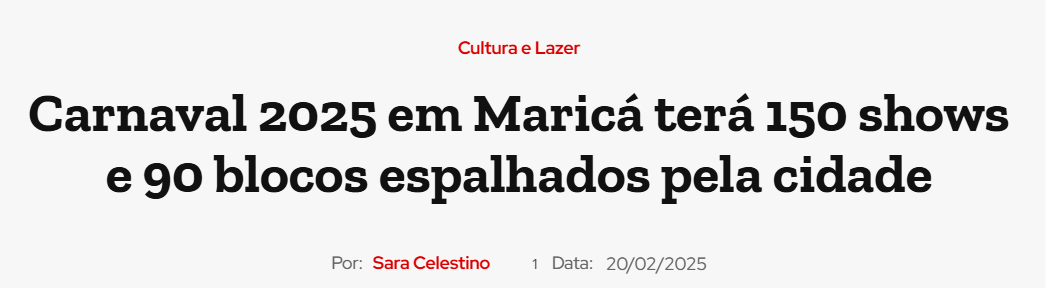 Cultura e Lazer
Carnaval 2025 em Maricá terá 150 shows
e 90 blocos espalhados pela cidade
Por: Sara Celestino 1 Data: 20/02/2025